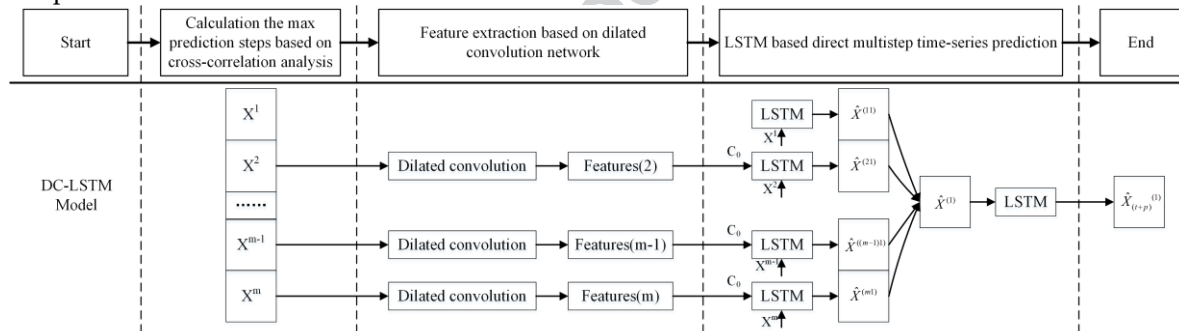 Start
Calculation the max
prediction steps based on
cross-correlation analysis
Feature extraction based on dilated
convolution network
LSTM based direct multistep time-series prediction
End
DC-LSTM
Model
X^1
X^2
......
X^{m-1}
X^m
Dilated convolution
Features(2)
Dilated convolution
Features(m-1)
Dilated convolution
Features(m)
LSTM
X^1
C_0
LSTM
X^2
C_0
LSTM
X^{m-1}
C_0
LSTM
X^m
X̂^{(11)}
X̂^{(21)}
X̂^{((m-1)1)}
X̂^{(m1)}
X̂^{(1)}
LSTM
X̂_{(t+p)}^{(1)}